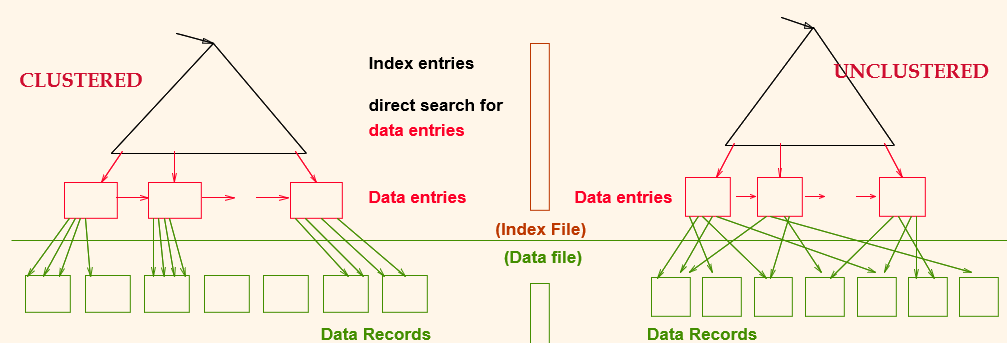 CLUSTERED
Index entries
UNCLUSTERED
direct search for
data entries
Data entries
Data entries
(Index File)
(Data file)
Data Records
Data Records